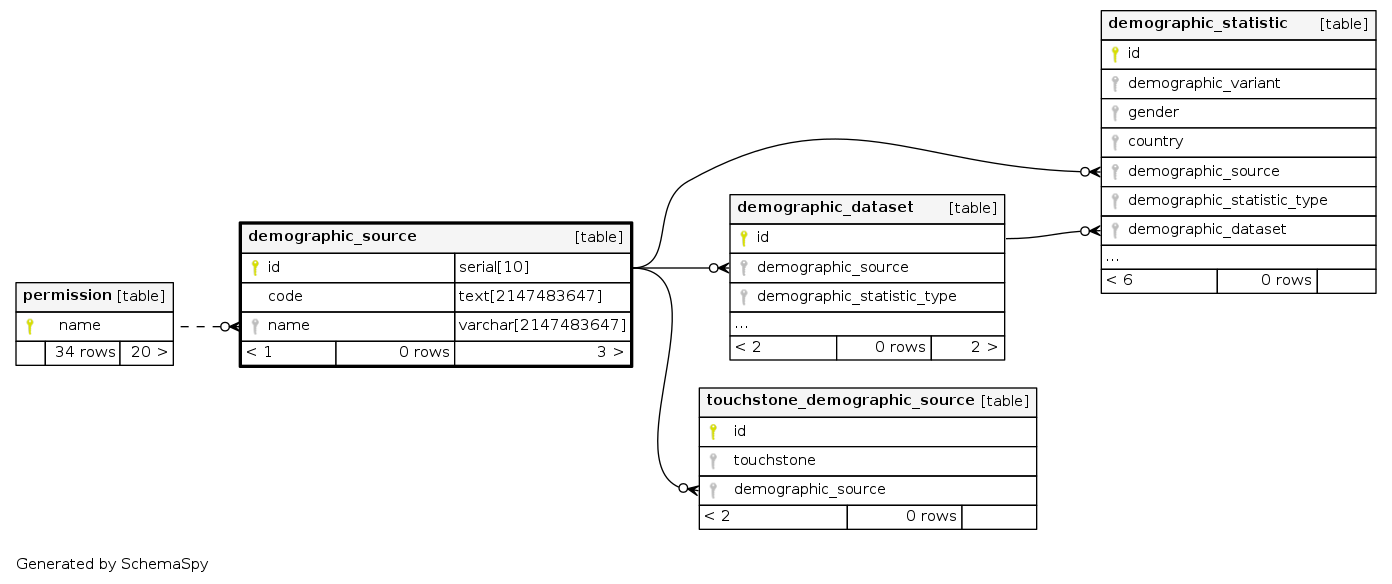 demographic_statistic [table]
id
demographic_variant
gender
country
demographic_source
demographic_statistic_type
demographic_dataset
...
< 6 0 rows
demographic_dataset [table]
id
demographic_source
demographic_statistic_type
...
< 2 0 rows 2 >
demographic_source [table]
id serial[10]
code text[2147483647]
name varchar[2147483647]
< 1 0 rows 3 >
permission [table]
name
34 rows 20 >
touchstone_demographic_source [table]
id
touchstone
demographic_source
< 2 0 rows
Generated by SchemaSpy